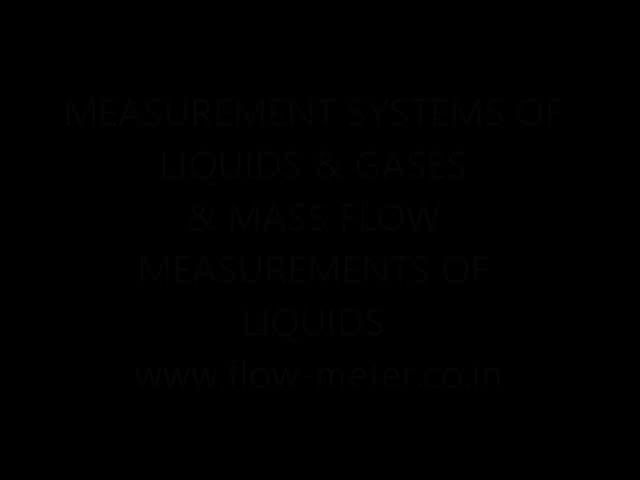 MEASUREMENT SYSTEMS OF
LIQUIDS & GASES
& MASS FLOW
MEASUREMENTS OF
LIQUIDS
www.flow-meter.co.in